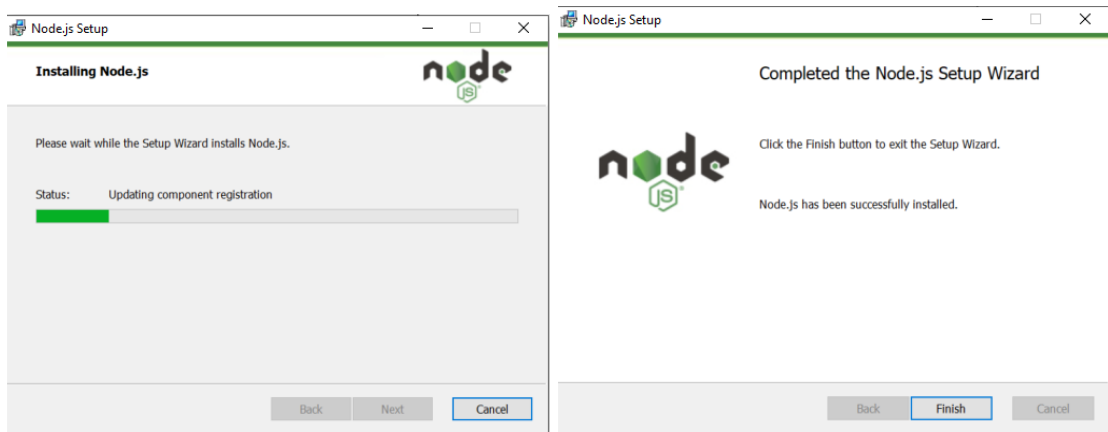 Node.js Setup
Installing Node.js
node
JS
Please wait while the Setup Wizard installs Node.js.
Status: Updating component registration
Back Next Cancel
Node.js Setup
Completed the Node.js Setup Wizard
node
JS
Click the Finish button to exit the Setup Wizard.
Node.js has been successfully installed.
Back Finish Cancel